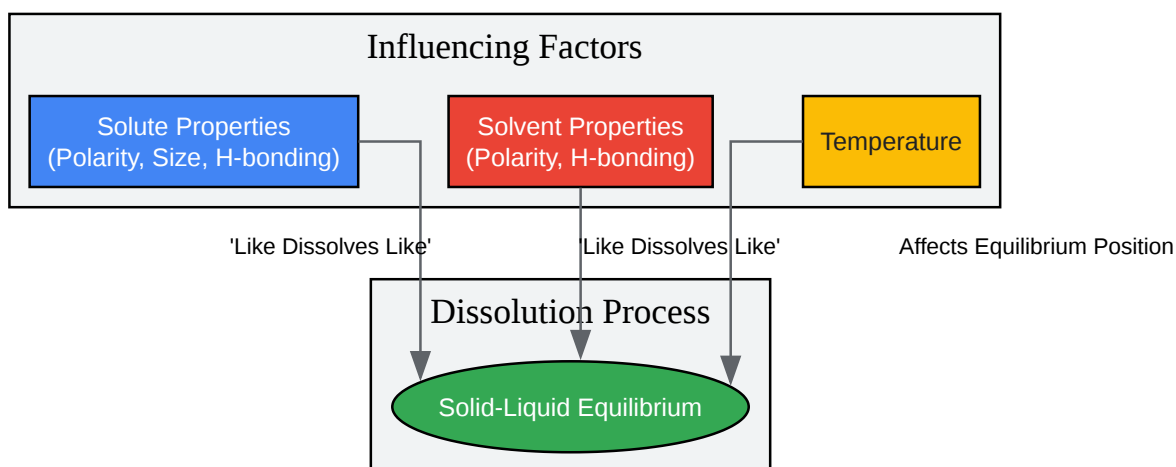 Influencing Factors
Solute Properties
(Polarity, Size, H-bonding)
Solvent Properties
(Polarity, H-bonding)
Temperature
'Like Dissolves Like'
'Like Dissolves Like'
Affects Equilibrium Position
Dissolution Process
Solid-Liquid Equilibrium